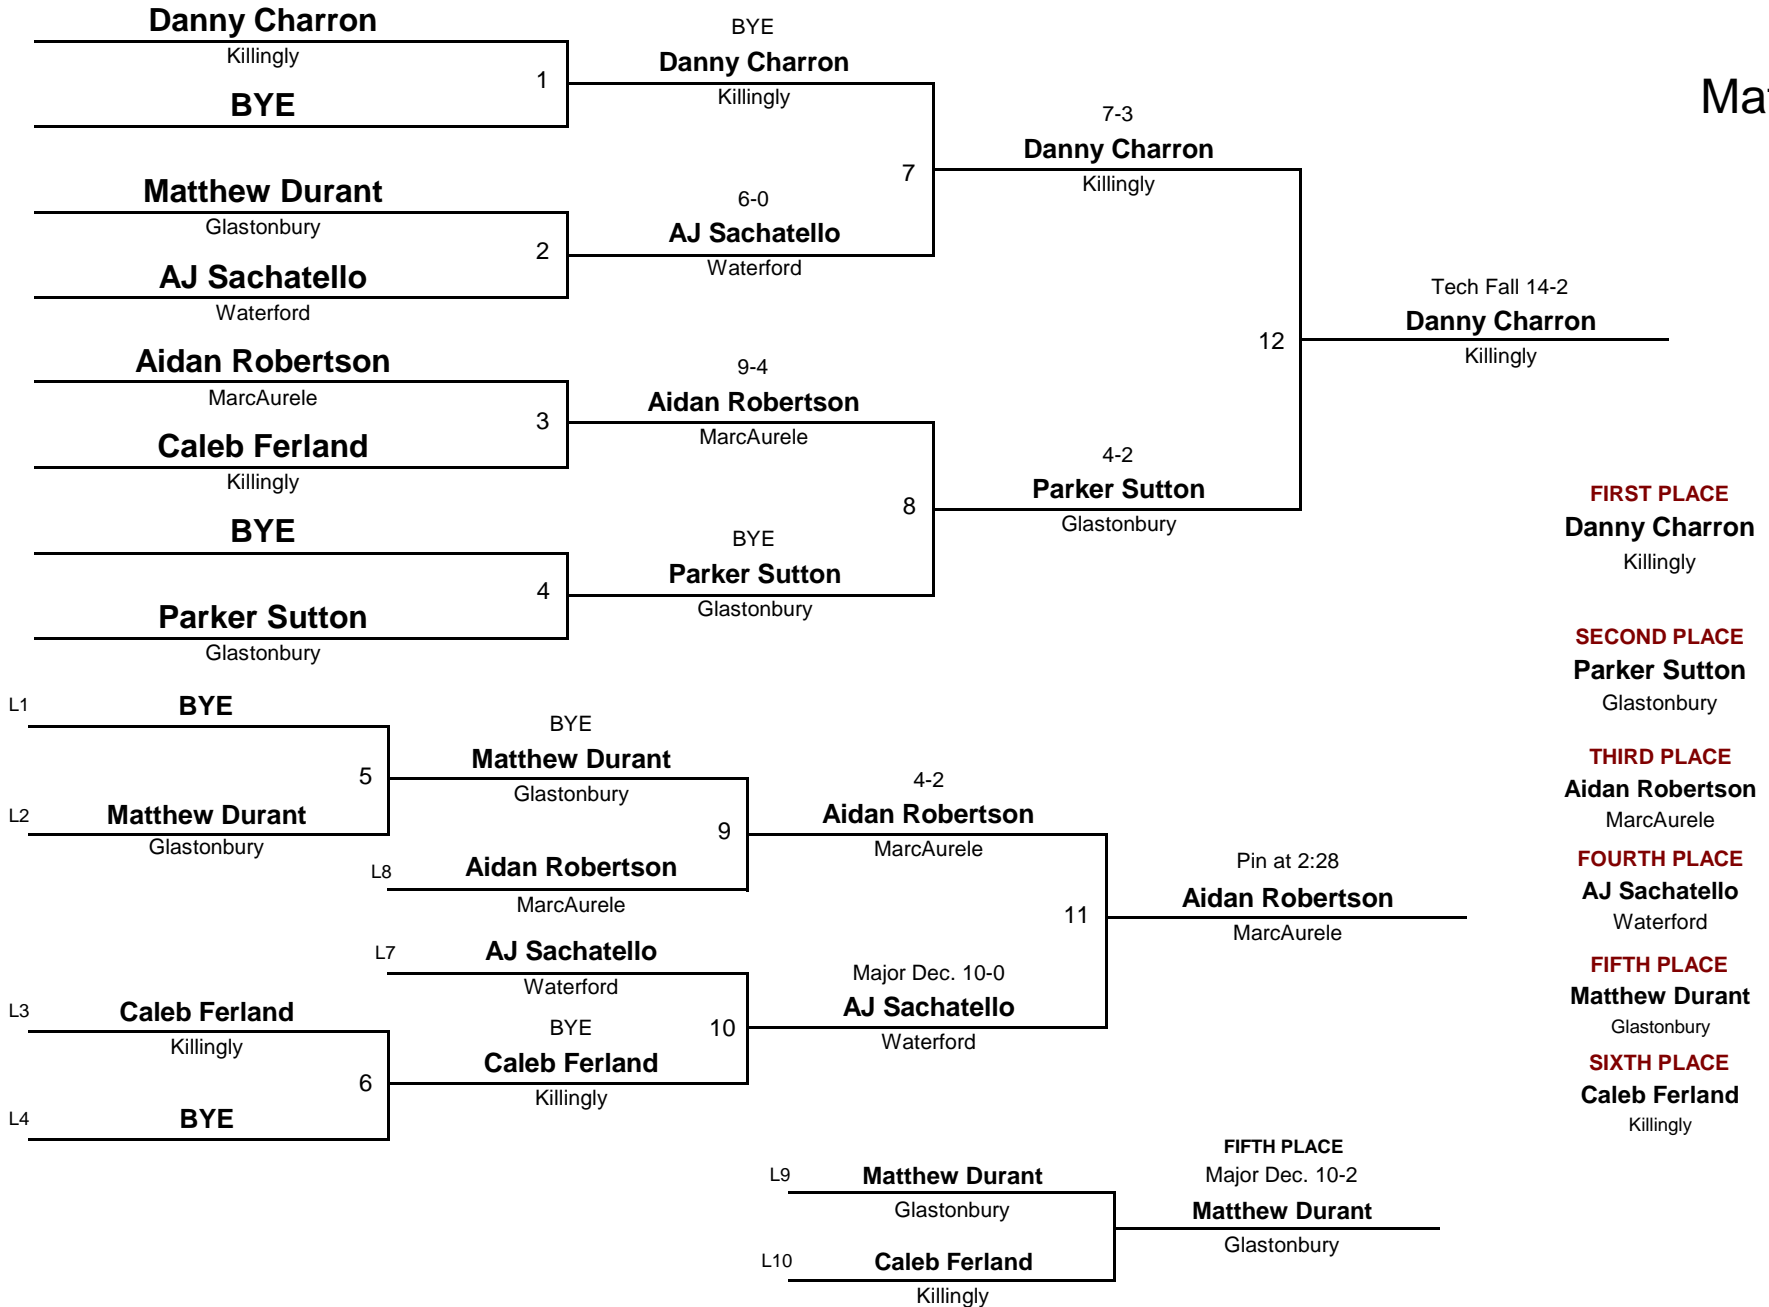 Danny Charron
Killingly
1
BYE
BYE
Danny Charron
Killingly
Mat
Matthew Durant
Glastonbury
2
AJ Sachatello
Waterford
6-0
AJ Sachatello
Waterford
7
7-3
Danny Charron
Killingly
Aidan Robertson
MarcAurele
3
Caleb Ferland
Killingly
9-4
Aidan Robertson
MarcAurele
BYE
4
Parker Sutton
Glastonbury
BYE
Parker Sutton
Glastonbury
8
4-2
Parker Sutton
Glastonbury
12
Tech Fall 14-2
Danny Charron
Killingly
FIRST PLACE
Danny Charron
Killingly
SECOND PLACE
Parker Sutton
Glastonbury
THIRD PLACE
Aidan Robertson
MarcAurele
FOURTH PLACE
AJ Sachatello
Waterford
FIFTH PLACE
Matthew Durant
Glastonbury
SIXTH PLACE
Caleb Ferland
Killingly
L1 BYE
5
L2 Matthew Durant
Glastonbury
BYE
Matthew Durant
Glastonbury
9
L8 Aidan Robertson
MarcAurele
4-2
Aidan Robertson
MarcAurele
L7 AJ Sachatello
Waterford
L3 Caleb Ferland
Killingly
6
L4 BYE
BYE
Caleb Ferland
Killingly
10
Major Dec. 10-0
AJ Sachatello
Waterford
11
Pin at 2:28
Aidan Robertson
MarcAurele
L9 Matthew Durant
Glastonbury
L10 Caleb Ferland
Killingly
FIFTH PLACE
Major Dec. 10-2
Matthew Durant
Glastonbury